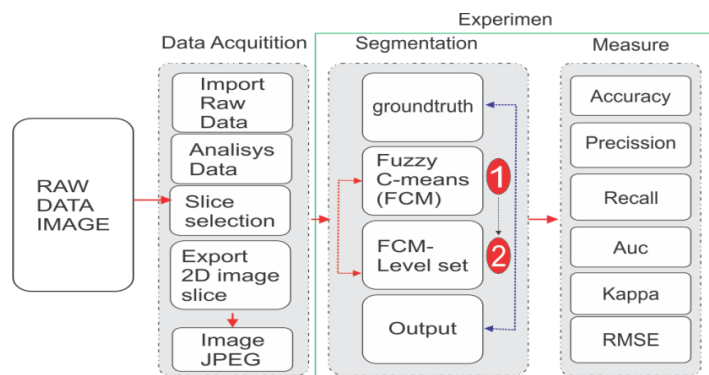 Experimen
Data Acquitition
Segmentation
Measure
RAW
DATA
IMAGE
Import
Raw
Data
Analisys
Data
Slice
selection
Export
2D image
slice
Image
JPEG
groundtruth
Fuzzy
C-means
(FCM)
1
FCM-
Level set
2
Output
Accuracy
Precission
Recall
Auc
Kappa
RMSE